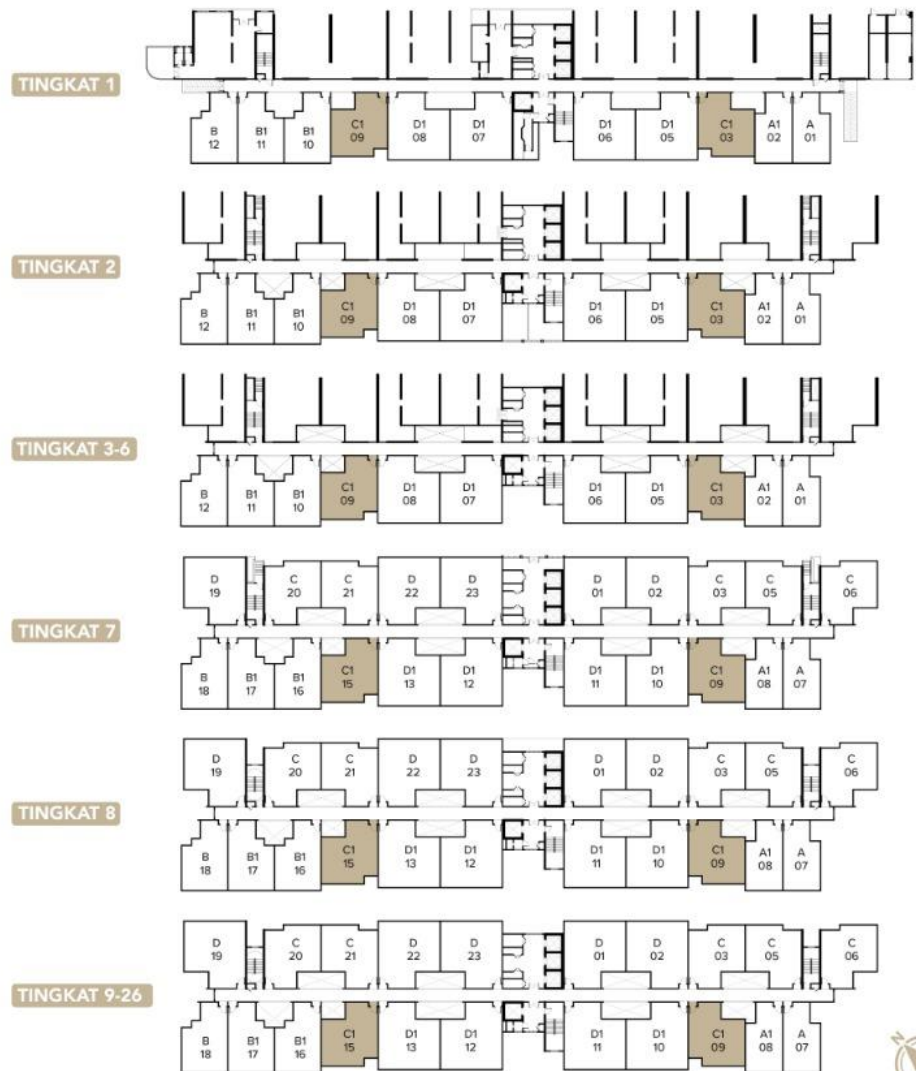 TINGKAT 1
B B1 B1 C1 D1 D1 D1 D1 C1 A1 A
12 11 10 09 08 07 06 05 03 02 01
TINGKAT 2
B B1 B1 C1 D1 D1 D1 D1 C1 A1 A
12 11 10 09 08 07 06 05 03 02 01
TINGKAT 3-6
B B1 B1 C1 D1 D1 D1 D1 C1 A1 A
12 11 10 09 08 07 06 05 03 02 01
TINGKAT 7
D C C D D D D C C C
19 20 21 22 23 01 02 03 05 06
B B1 B1 C1 D1 D1 D1 D1 C1 A1 A
18 17 16 15 13 12 11 10 09 08 07
TINGKAT 8
D C C D D D D C C C
19 20 21 22 23 01 02 03 05 06
B B1 B1 C1 D1 D1 D1 D1 C1 A1 A
18 17 16 15 13 12 11 10 09 08 07
TINGKAT 9-26
D C C D D D D C C C
19 20 21 22 23 01 02 03 05 06
B B1 B1 C1 D1 D1 D1 D1 C1 A1 A
18 17 16 15 13 12 11 10 09 08 07
N